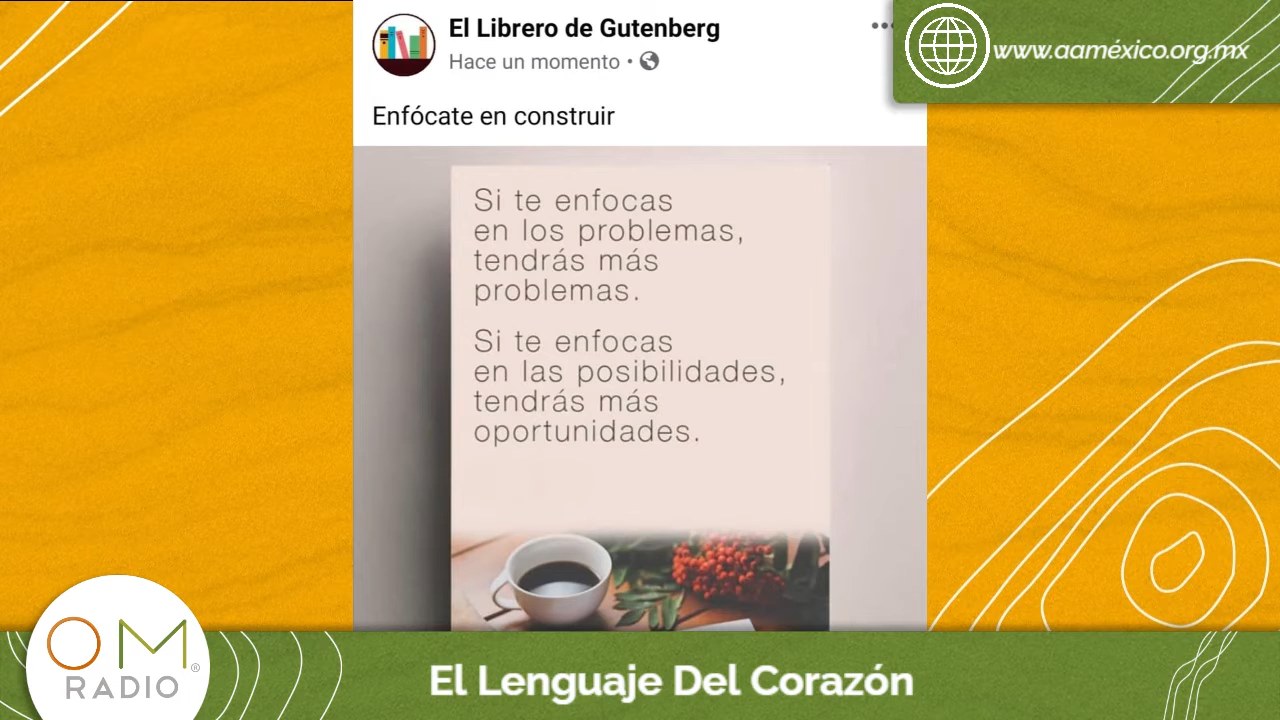 El Librero de Gutenberg
Hace un momento
www.aaméxico.org.mx
Enfócate en construir
Si te enfocas
en los problemas,
tendrás más
problemas.
Si te enfocas
en las posibilidades,
tendrás más
oportunidades.
OM
RADIO ®
El Lenguaje Del Corazón